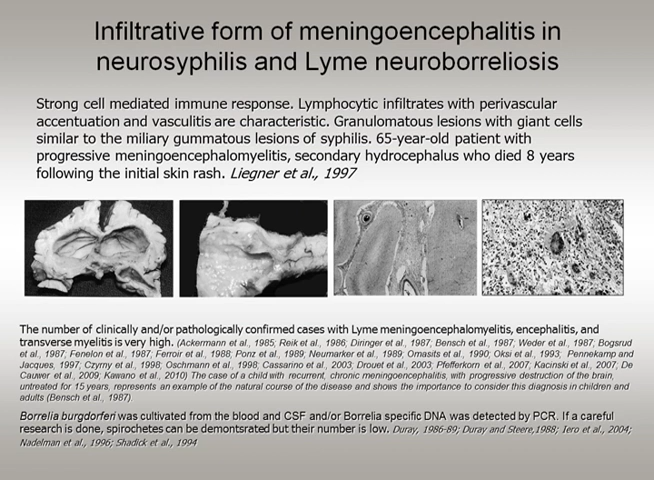 Infiltrative form of meningoencephalitis in
neurosyphilis and Lyme neuroborreliosis
Strong cell mediated immune response. Lymphocytic infiltrates with perivascular
accentuation and vasculitis are characteristic. Granulomatous lesions with giant cells
similar to the miliary gummatous lesions of syphilis. 65-year-old patient with
progressive meningoencephalomyelitis, secondary hydrocephalus who died 8 years
following the initial skin rash. Liegner et al., 1997
The number of clinically and/or pathologically confirmed cases with Lyme meningoencephalomyelitis, encephalitis, and
transverse myelitis is very high. (Ackermann et al., 1985; Reik et al., 1986; Diringer et al., 1987; Bensch et al., 1987; Weder et al., 1987; Bogsrud
et al., 1987; Fenelon et al., 1987; Ferroir et al., 1988; Ponz et al., 1989; Neumarker et al., 1989; Omasits et al., 1990; Oksi et al., 1993; Pennekamp and
Jacques, 1997; Czyrny et al., 1998; Oschmann et al., 1998; Cassarino et al., 2003; Drouet et al., 2003; Pfefferkorn et al., 2007; Kacinski et al., 2007; De
Cauwer et al., 2009; Kawano et al., 2010) The case of a child with recurrent, chronic meningoencephalitis, with progressive destruction of the brain,
untreated for 15 years, represents an example of the natural course of the disease and shows the importance to consider this diagnosis in children and
adults (Bensch et al., 1987).
Borrelia burgdorferi was cultivated from the blood and CSF and/or Borrelia specific DNA was detected by PCR. If a careful
research is done, spirochetes can be demontsrated but their number is low. Duray, 1986-89; Duray and Steere,1988; Iero et al., 2004;
Nadelman et al., 1996; Shadick et al., 1994